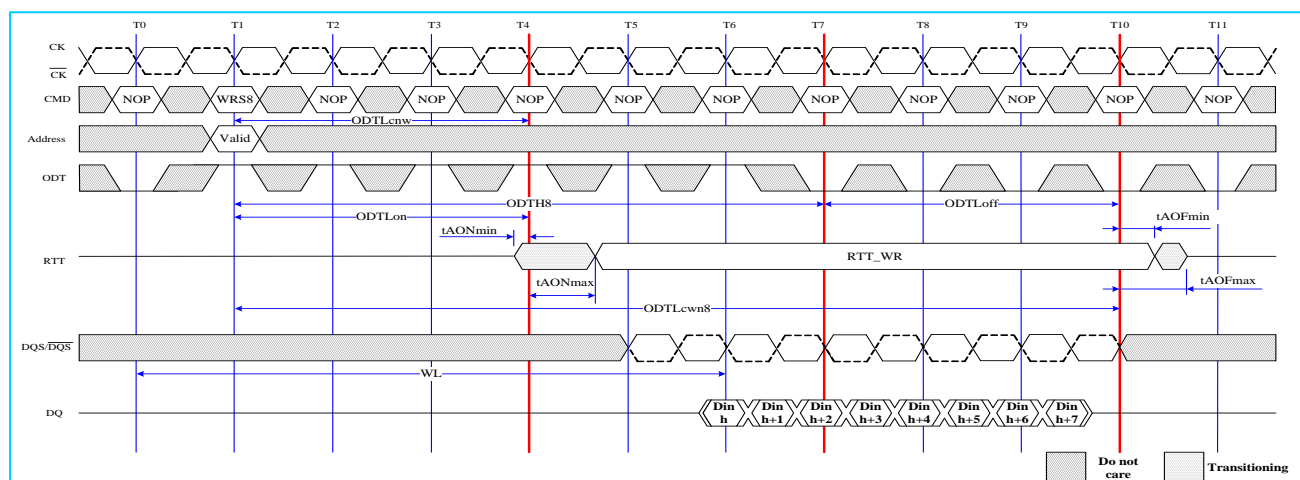 T0 T1 T2 T3 T4 T5 T6 T7 T8 T9 T10 T11
CK
CK
CMD NOP WRS8 NOP NOP NOP NOP NOP NOP NOP NOP NOP NOP
ODTLcnw
Address Valid
ODT
ODTH8 ODTLoff
ODTLon
tAONmin tAOFmin
RTT RTT_WR
tAONmax tAOFmax
ODTLcwn8
DQS/DQS
WL
DQ Din h Din h+1 Din h+2 Din h+3 Din h+4 Din h+5 Din h+6 Din h+7
Do not care Transitioning